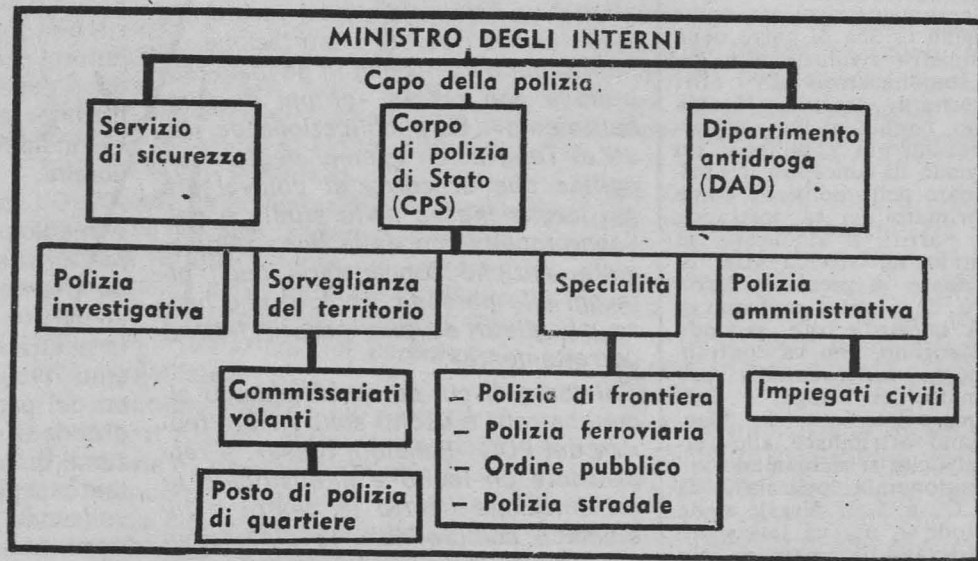 MINISTRO DEGLI INTERNI
Capo della polizia.
Servizio
di sicurezza
Corpo
di polizia
di Stato
(CPS)
Dipartimento
antidroga
(DAD)
Polizia
investigativa
Sorveglianza
del territorio
Specialità
Polizia
amministrativa
Commissariati
volanti
Posto di polizia
di quartiere
– Polizia di frontiera
– Polizia ferroviaria
– Ordine pubblico
– Polizia stradale
Impiegati civili